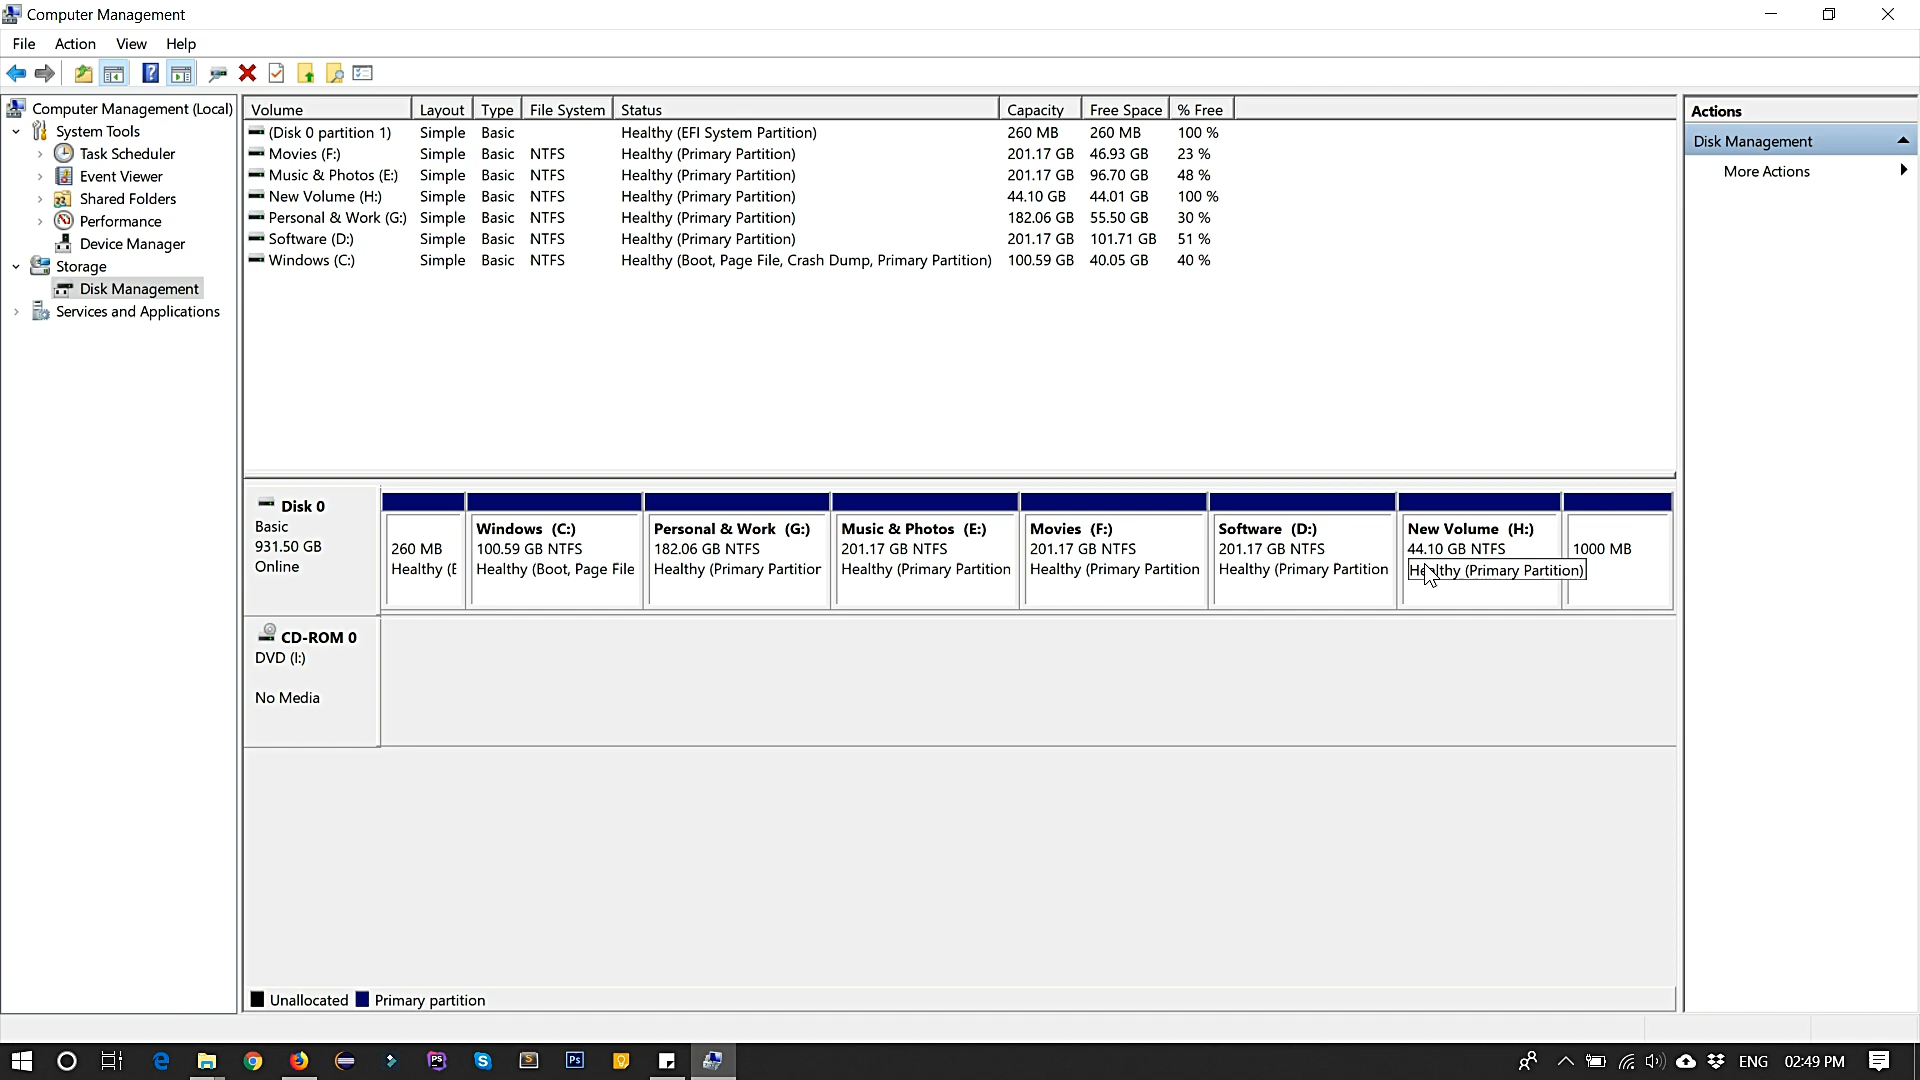 Computer Management
File Action View Help
Computer Management (Local)
System Tools
Task Scheduler
Event Viewer
Shared Folders
Performance
Device Manager
Storage
Disk Management
Services and Applications
Volume Layout Type File System Status Capacity Free Space % Free
(Disk 0 partition 1) Simple Basic Healthy (EFI System Partition) 260 MB 260 MB 100 %
Movies (F:) Simple Basic NTFS Healthy (Primary Partition) 201.17 GB 46.93 GB 23 %
Music & Photos (E:) Simple Basic NTFS Healthy (Primary Partition) 201.17 GB 96.70 GB 48 %
New Volume (H:) Simple Basic NTFS Healthy (Primary Partition) 44.10 GB 44.01 GB 100 %
Personal & Work (G:) Simple Basic NTFS Healthy (Primary Partition) 182.06 GB 55.50 GB 30 %
Software (D:) Simple Basic NTFS Healthy (Primary Partition) 201.17 GB 101.71 GB 51 %
Windows (C:) Simple Basic NTFS Healthy (Boot, Page File, Crash Dump, Primary Partition) 100.59 GB 40.05 GB 40 %
Disk 0
Basic
931.50 GB
Online
260 MB
Healthy (E
Windows (C:)
100.59 GB NTFS
Healthy (Boot, Page File
Personal & Work (G:)
182.06 GB NTFS
Healthy (Primary Partitior
Music & Photos (E:)
201.17 GB NTFS
Healthy (Primary Partition
Movies (F:)
201.17 GB NTFS
Healthy (Primary Partition
Software (D:)
201.17 GB NTFS
Healthy (Primary Partition
New Volume (H:)
44.10 GB NTFS
Healthy (Primary Partition)
1000 MB
CD-ROM 0
DVD (I:)
No Media
Unallocated Primary partition
Actions
Disk Management
More Actions
PS
S
Ps
ENG
02:49 PM